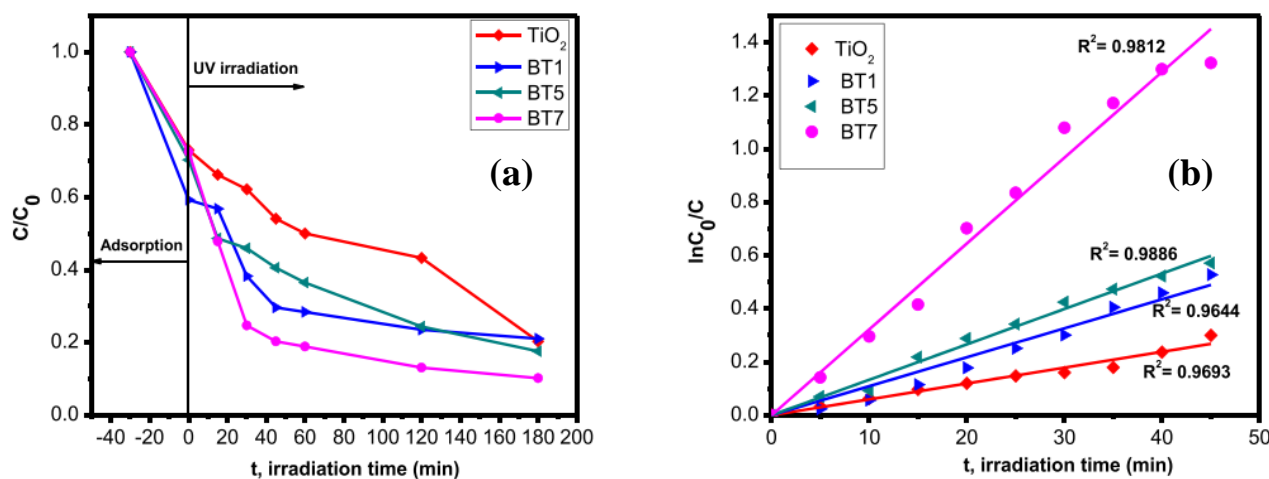 TiO2
BT1
BT5
BT7
UV irradiation
Adsorption
(a)
C/C0
1.0
0.8
0.6
0.4
0.2
0.0
-40 -20 0 20 40 60 80 100 120 140 160 180 200
t, irradiation time (min)
TiO2
BT1
BT5
BT7
R2= 0.9812
(b)
R2= 0.9886
R2= 0.9644
R2= 0.9693
lnC0/C
1.4
1.2
1.0
0.8
0.6
0.4
0.2
0.0
0 10 20 30 40 50
t, irradiation time (min)